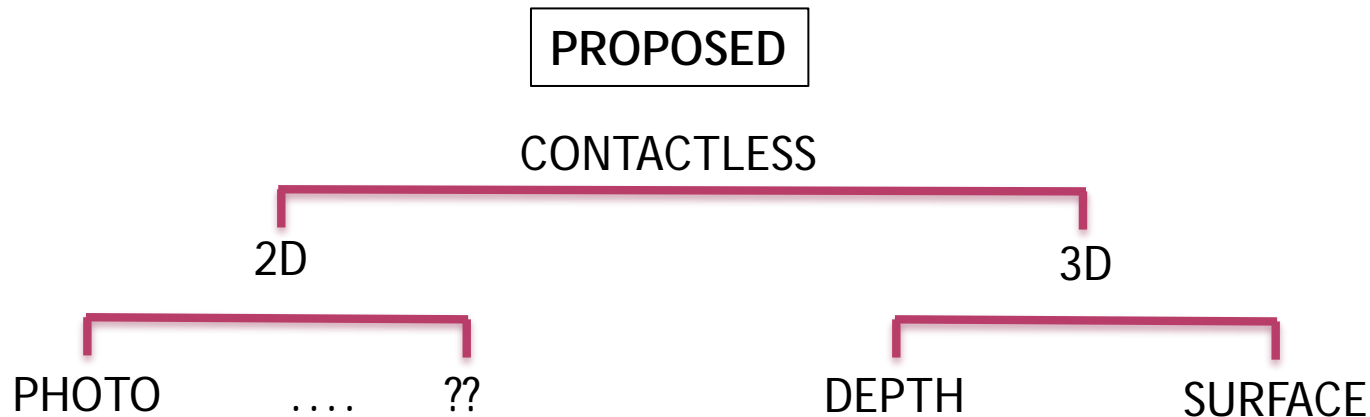 PROPOSED
CONTACTLESS
2D 3D
PHOTO .... ?? DEPTH SURFACE